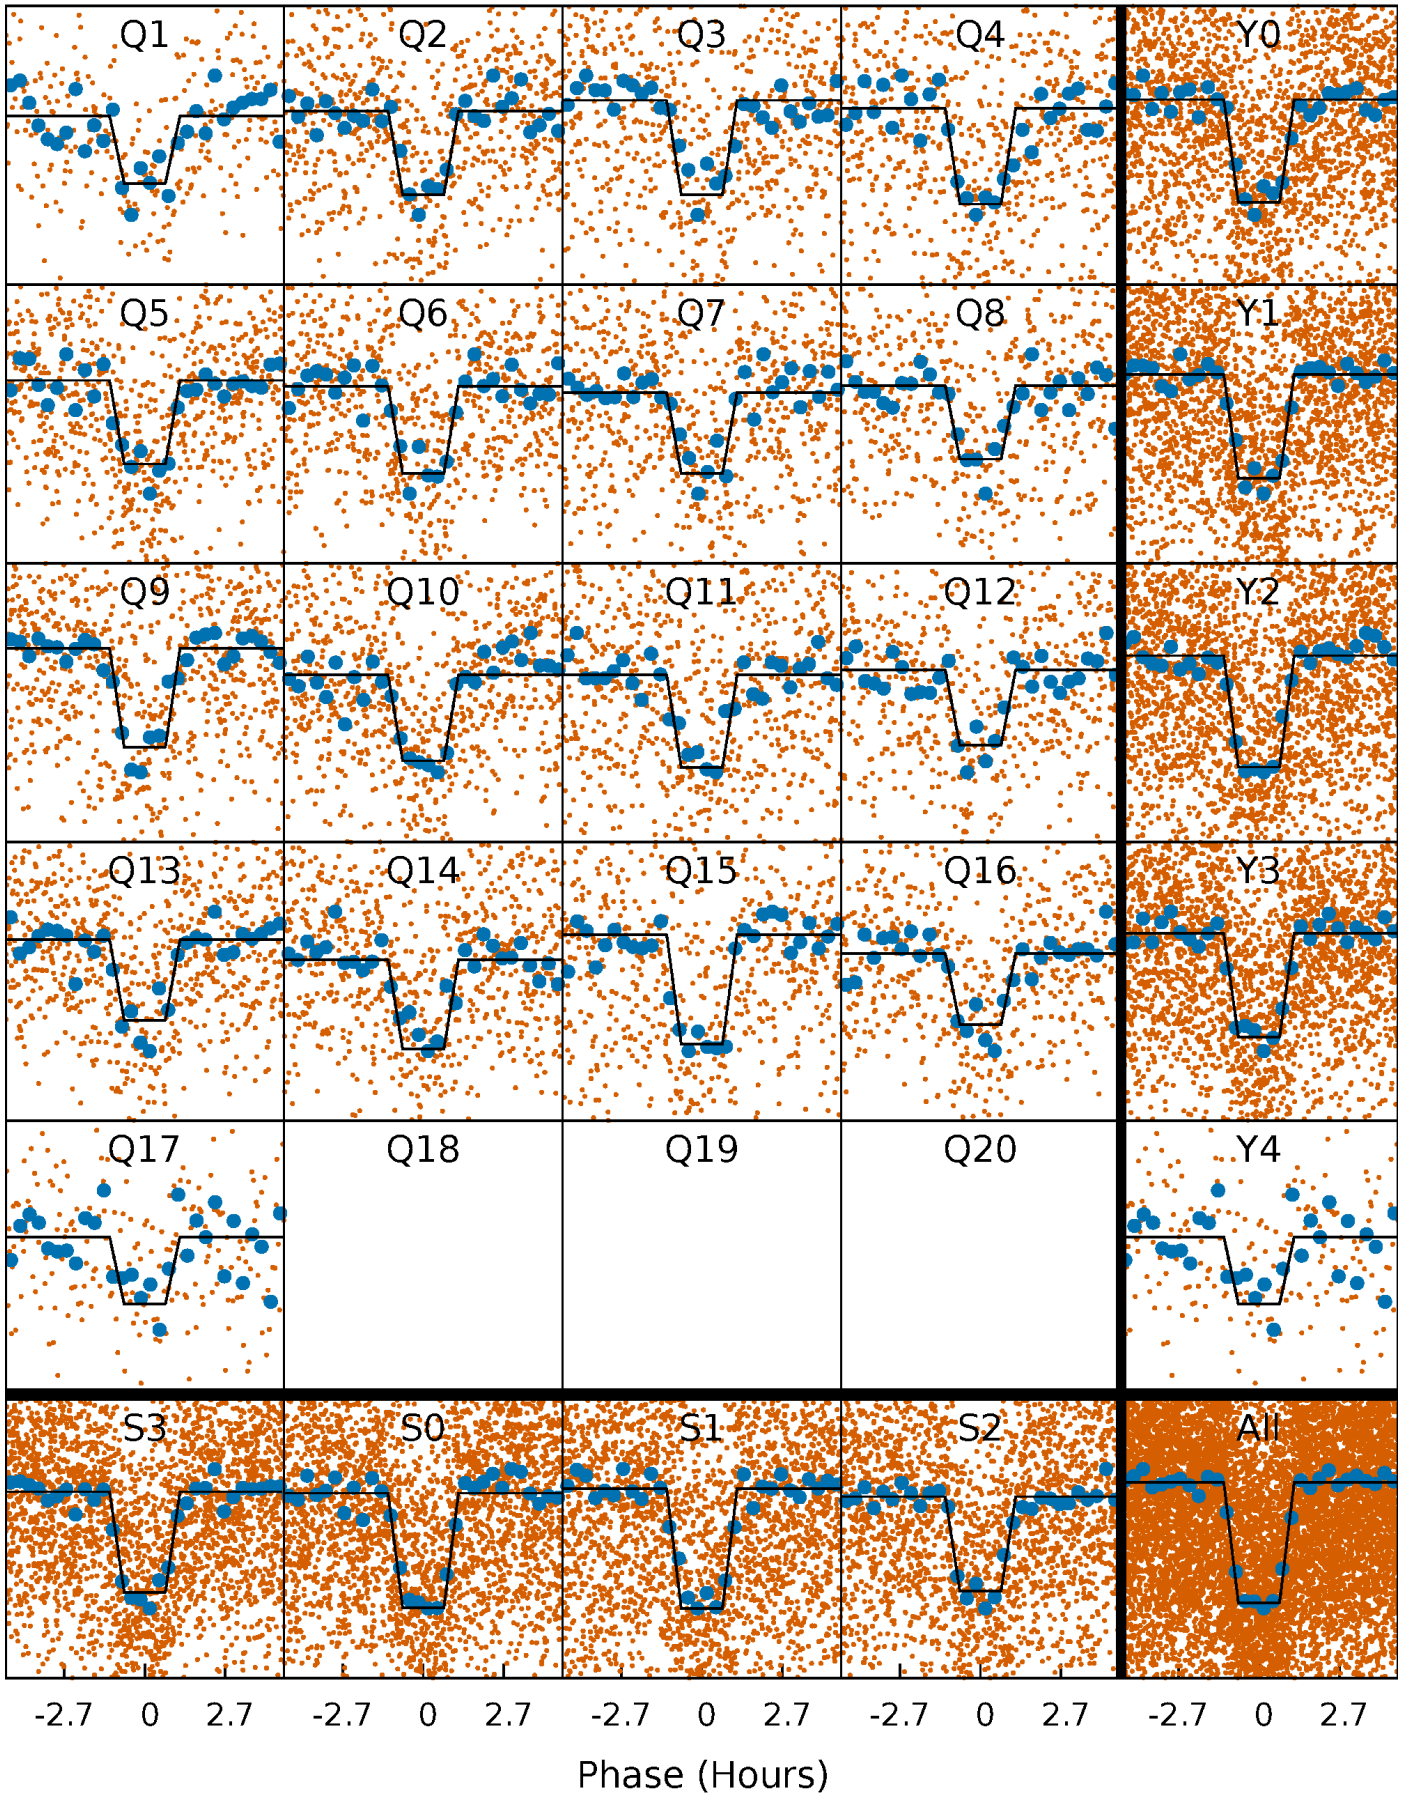 Q1 Q2 Q3 Q4 Y0
Q5 Q6 Q7 Q8 Y1
Q9 Q10 Q11 Q12 Y2
Q13 Q14 Q15 Q16 Y3
Q17 Q18 Q19 Q20 Y4
S3 S0 S1 S2 All
-2.7 0 2.7 -2.7 0 2.7 -2.7 0 2.7 -2.7 0 2.7 -2.7 0 2.7
Phase (Hours)